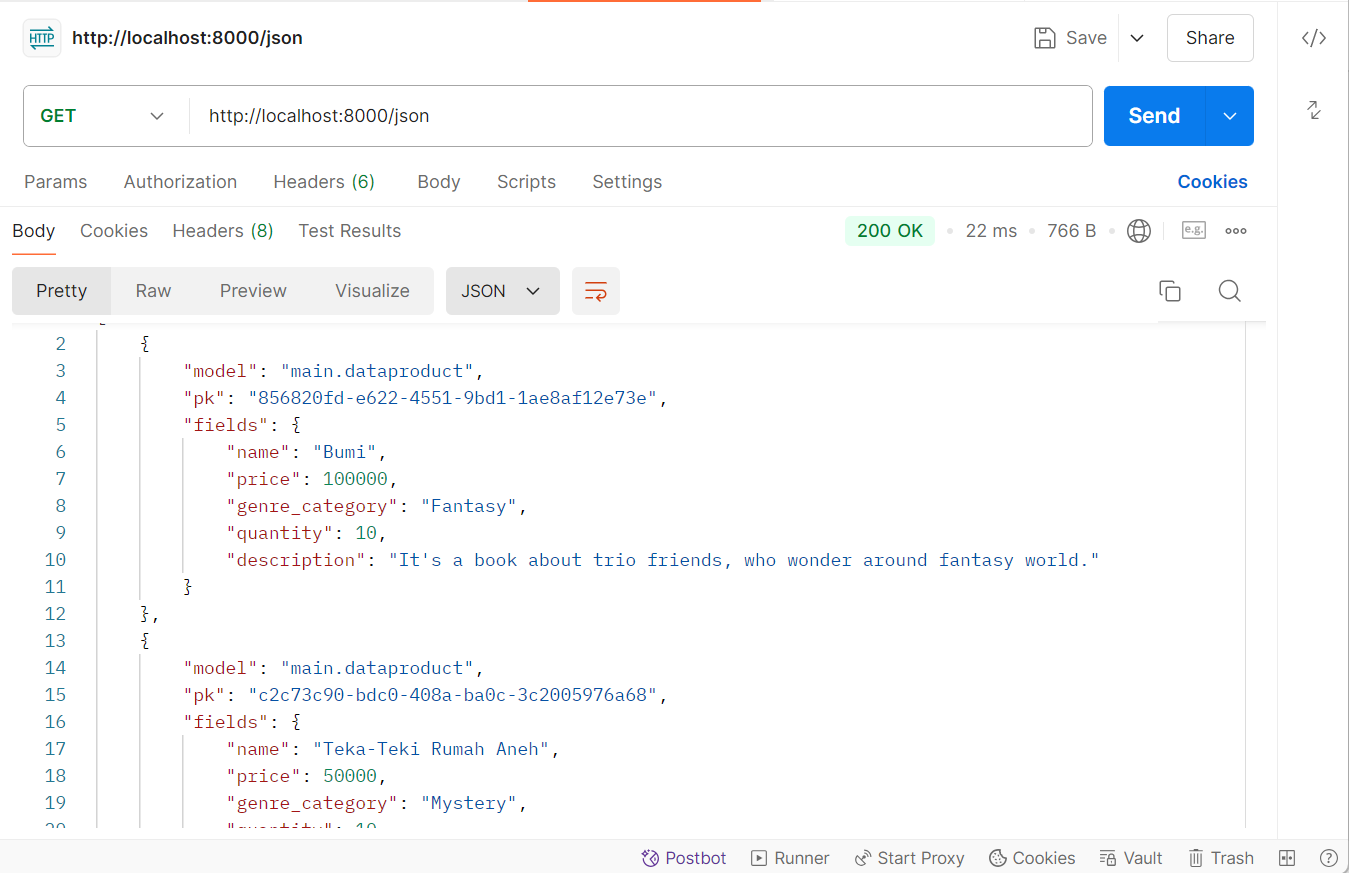 HTTP http://localhost:8000/json Save Share </>
GET http://localhost:8000/json Send
Params Authorization Headers (6) Body Scripts Settings Cookies
Body Cookies Headers (8) Test Results 200 OK 22 ms 766 B e.g.
Pretty Raw Preview Visualize JSON
2 {
3 "model": "main.dataproduct",
4 "pk": "856820fd-e622-4551-9bd1-1ae8af12e73e",
5 "fields": {
6 "name": "Bumi",
7 "price": 100000,
8 "genre_category": "Fantasy",
9 "quantity": 10,
10 "description": "It's a book about trio friends, who wonder around fantasy world."
11 }
12 },
13 {
14 "model": "main.dataproduct",
15 "pk": "c2c73c90-bdc0-408a-ba0c-3c2005976a68",
16 "fields": {
17 "name": "Teka-Teki Rumah Aneh",
18 "price": 50000,
19 "genre_category": "Mystery",
20 "quantity": 10
Postbot Runner Start Proxy Cookies Vault Trash ?